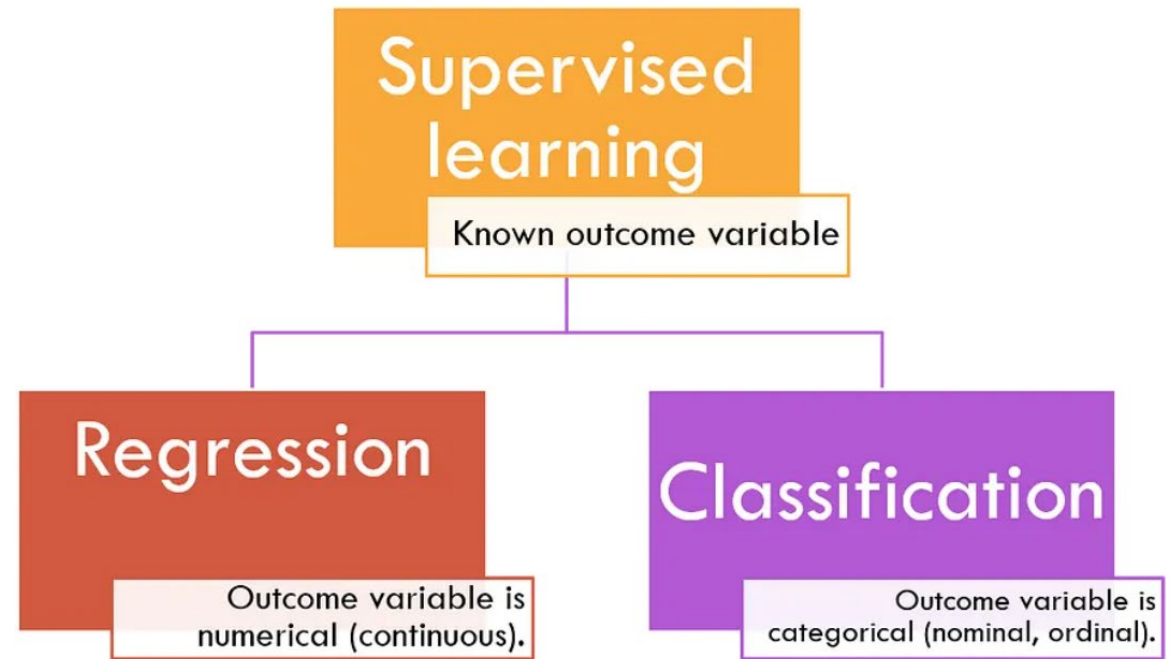 Supervised
learning
Known outcome variable
Regression
Outcome variable is
numerical (continuous).
Classification
Outcome variable is
categorical (nominal, ordinal).